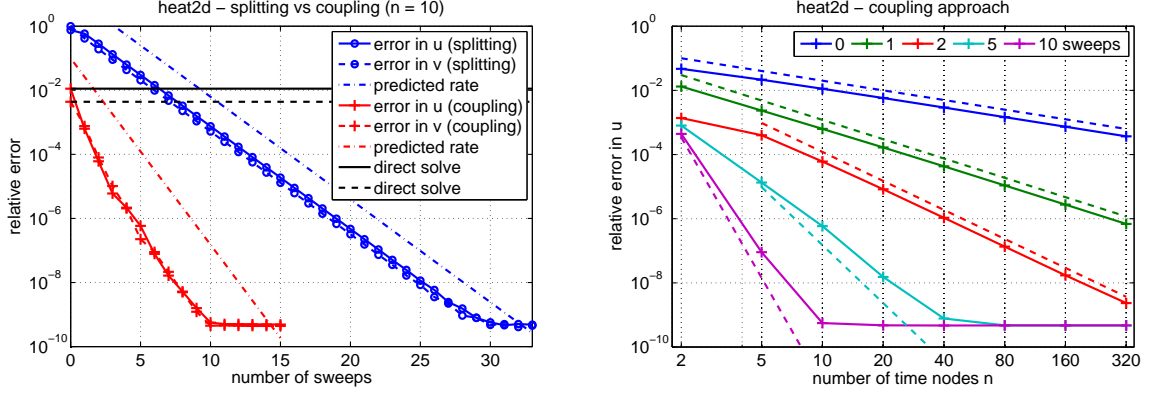 heat2d – splitting vs coupling (n = 10)
relative error
10^0
10^−2
10^−4
10^−6
10^−8
10^−10
error in u (splitting)
error in v (splitting)
predicted rate
error in u (coupling)
error in v (coupling)
predicted rate
direct solve
direct solve
0 5 10 15 20 25 30
number of sweeps
heat2d – coupling approach
relative error in u
10^0
10^−2
10^−4
10^−6
10^−8
10^−10
0 1 2 5 10 sweeps
2 5 10 20 40 80 160 320
number of time nodes n